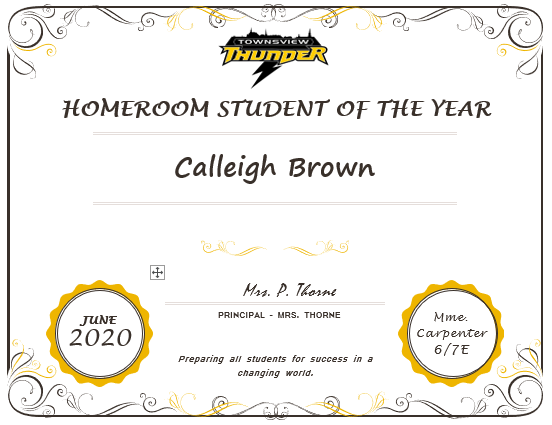 TOWNSVIEW
THUNDER
HOMEROOM STUDENT OF THE YEAR
Calleigh Brown
Mrs. P. Thorne
PRINCIPAL - MRS. THORNE
JUNE
2020
Mme.
Carpenter
6/7E
Preparing all students for success in a
changing world.